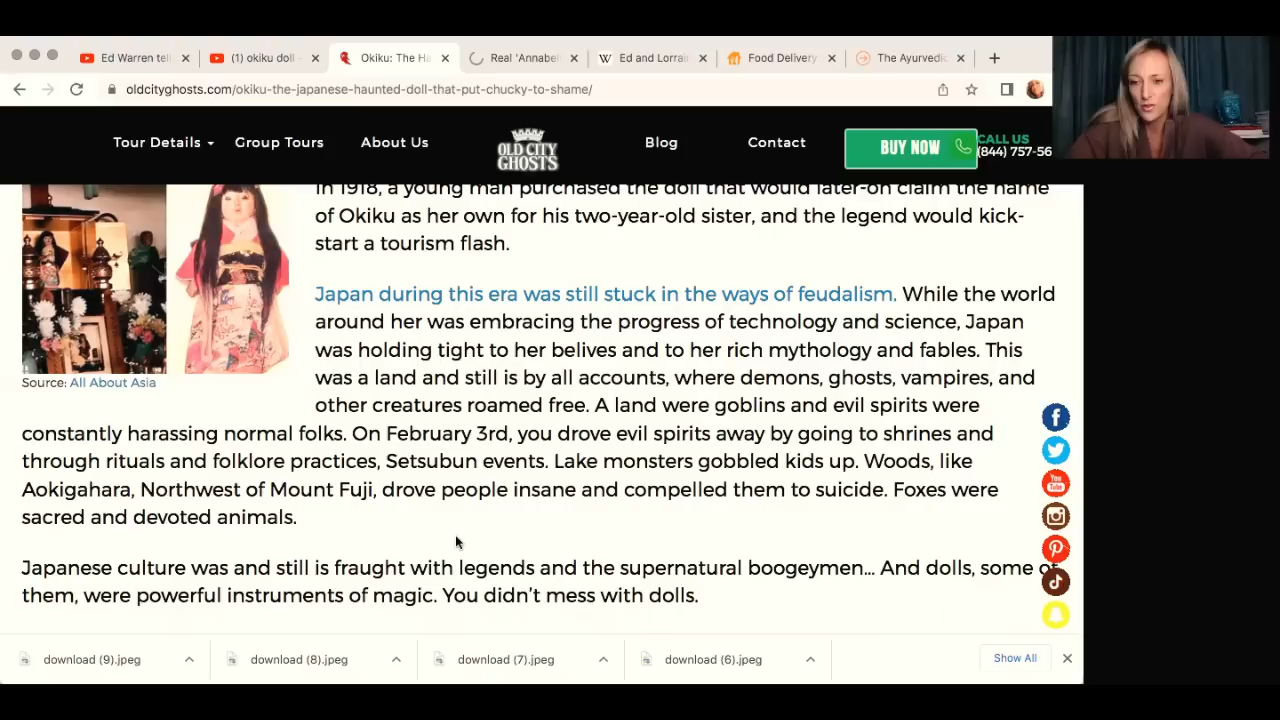 Ed Warren tell
(1) okiku doll -
Okiku: The Ha
Real 'Annabel
Ed and Lorrai
Food Delivery
The Ayurvedic
oldcityghosts.com/okiku-the-japanese-haunted-doll-that-put-chucky-to-shame/
Tour Details
Group Tours
About Us
OLD CITY
GHOSTS
Blog
Contact
BUY NOW
CALL US
(844) 757-56
In 1918, a young man purchased the doll that would later-on claim the name
of Okiku as her own for his two-year-old sister, and the legend would kick-
start a tourism flash.
Japan during this era was still stuck in the ways of feudalism. While the world
around her was embracing the progress of technology and science, Japan
was holding tight to her belives and to her rich mythology and fables. This
was a land and still is by all accounts, where demons, ghosts, vampires, and
other creatures roamed free. A land were goblins and evil spirits were
Source: All About Asia
constantly harassing normal folks. On February 3rd, you drove evil spirits away by going to shrines and
through rituals and folklore practices, Setsubun events. Lake monsters gobbled kids up. Woods, like
Aokigahara, Northwest of Mount Fuji, drove people insane and compelled them to suicide. Foxes were
sacred and devoted animals.
Japanese culture was and still is fraught with legends and the supernatural boogeymen... And dolls, some of
them, were powerful instruments of magic. You didn't mess with dolls.
download (9).jpeg
download (8).jpeg
download (7).jpeg
download (6).jpeg
Show All